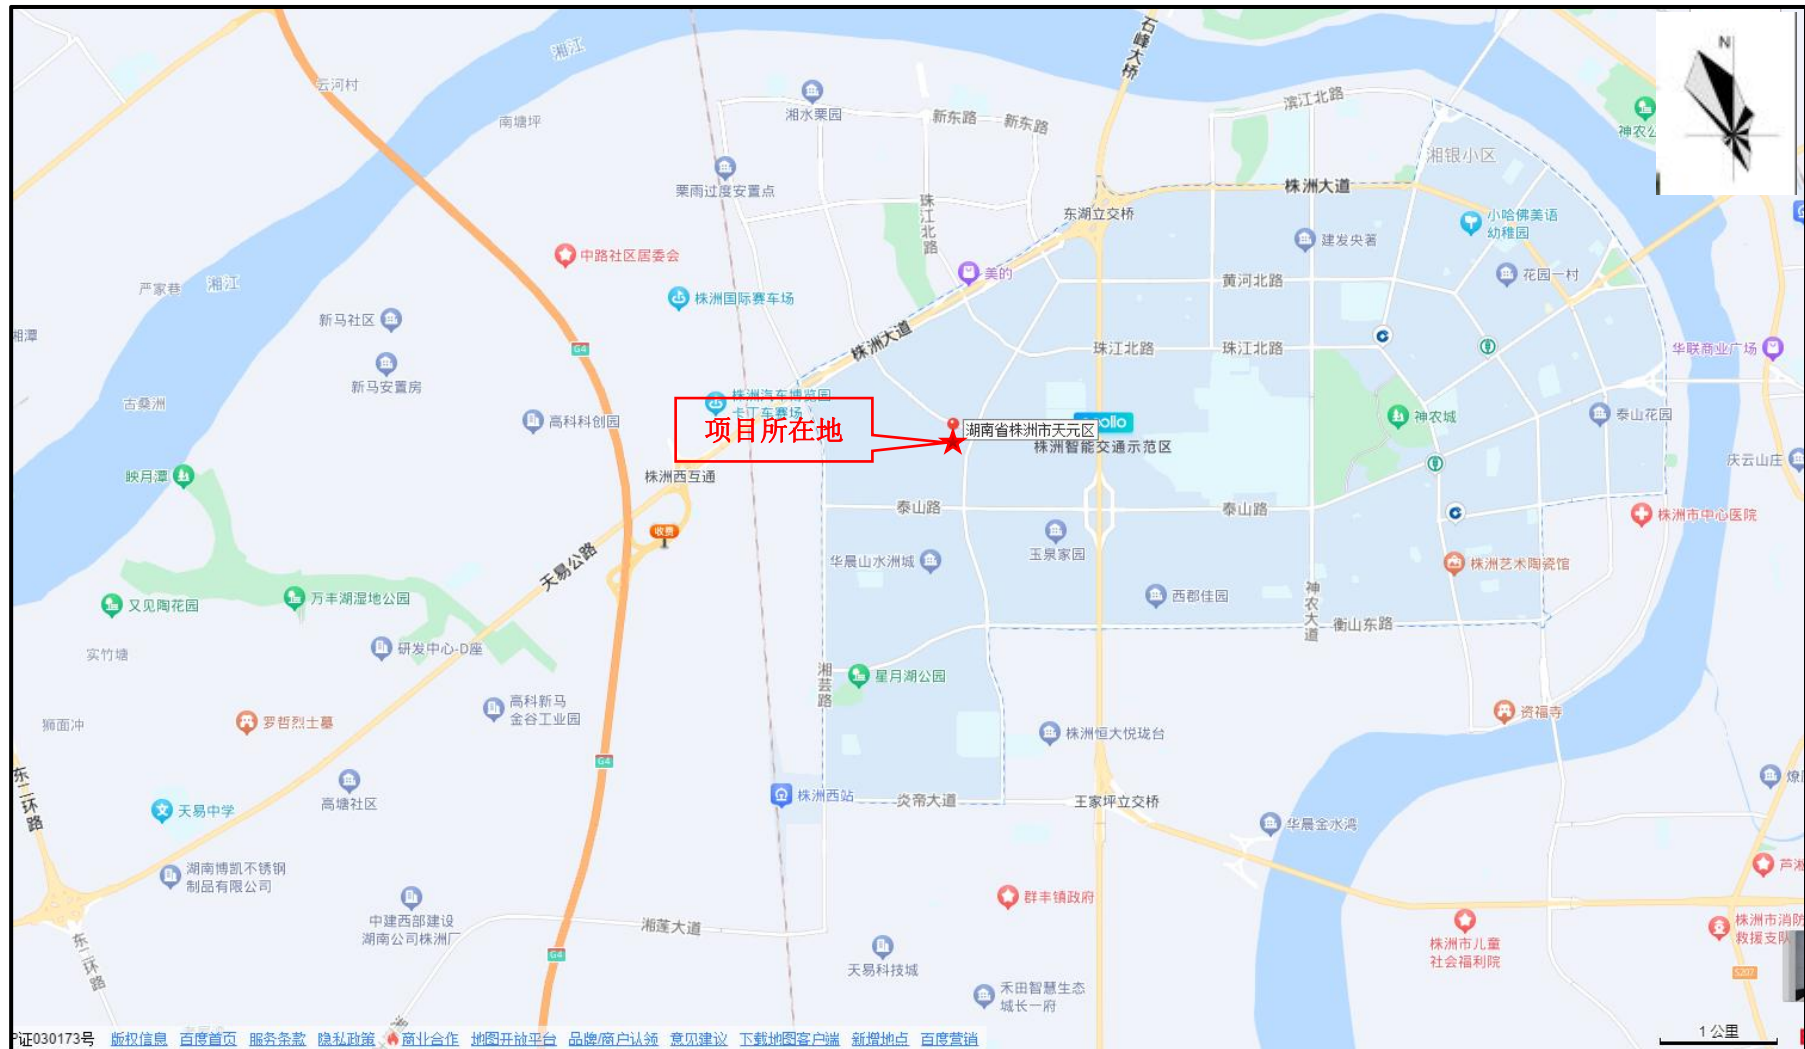 湘江
云河村
石峰大桥
N
南塘坪
湘水栗园
新东路
新东路
滨江北路
神农公
湘银小区
栗雨过度安置点
株洲大道
珠江北路
东湖立交桥
小哈佛美语
幼稚园
建发央著
中路社区居委会
美的
花园一村
黄河北路
严家巷
湘江
株洲国际赛车场
新马社区
湘潭
株洲大道
G4
珠江北路
珠江北路
华联商业广场
新马安置房
株洲汽车博览园
卡丁车赛场
古桑洲
高科科创园
项目所在地
湖南省株洲市天元区
神农城
泰山花园
株洲智能交通示范区
庆云山庄
映月潭
株洲西互通
泰山路
泰山路
株洲市中心医院
收费
天易公路
华晨山水洲城
玉泉家园
株洲艺术陶瓷馆
又见陶花园
万丰湖湿地公园
西郡佳园
神农大道
衡山东路
实竹塘
研发中心-D座
湘芸路
星月湖公园
高科新马
金谷工业园
资福寺
狮面冲
罗哲烈士墓
株洲恒大悦珑台
G4
东二环路
高塘社区
株洲西站
炎帝大道
王家坪立交桥
天易中学
华晨金水湾
湖南博凯不锈钢
制品有限公司
群丰镇政府
中建西部建设
湖南公司株洲厂
湘蓬大道
株洲市儿童
社会福利院
株洲市消防
救援支队
东二环路
G4
天易科技城
S207
禾田智慧生态
城长一府
证030173号 版权信息 百度首页 服务条款 隐私政策 商业合作 地图开放平台 品牌/商户认领 意见建议 下载地图客户端 新增地点 百度营销
1 公里